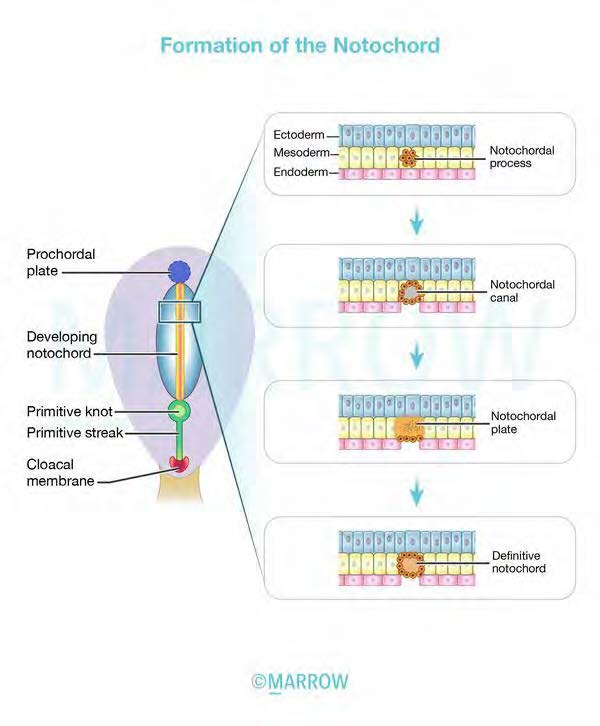 Formation of the Notochord
Ectoderm
Mesoderm
Endoderm
Notochordal
process
Notochordal
canal
Prochordal
plate
Developing
notochord
Primitive knot
Primitive streak
Cloacal
membrane
Notochordal
plate
Definitive
notochord
MARROW
©MARROW